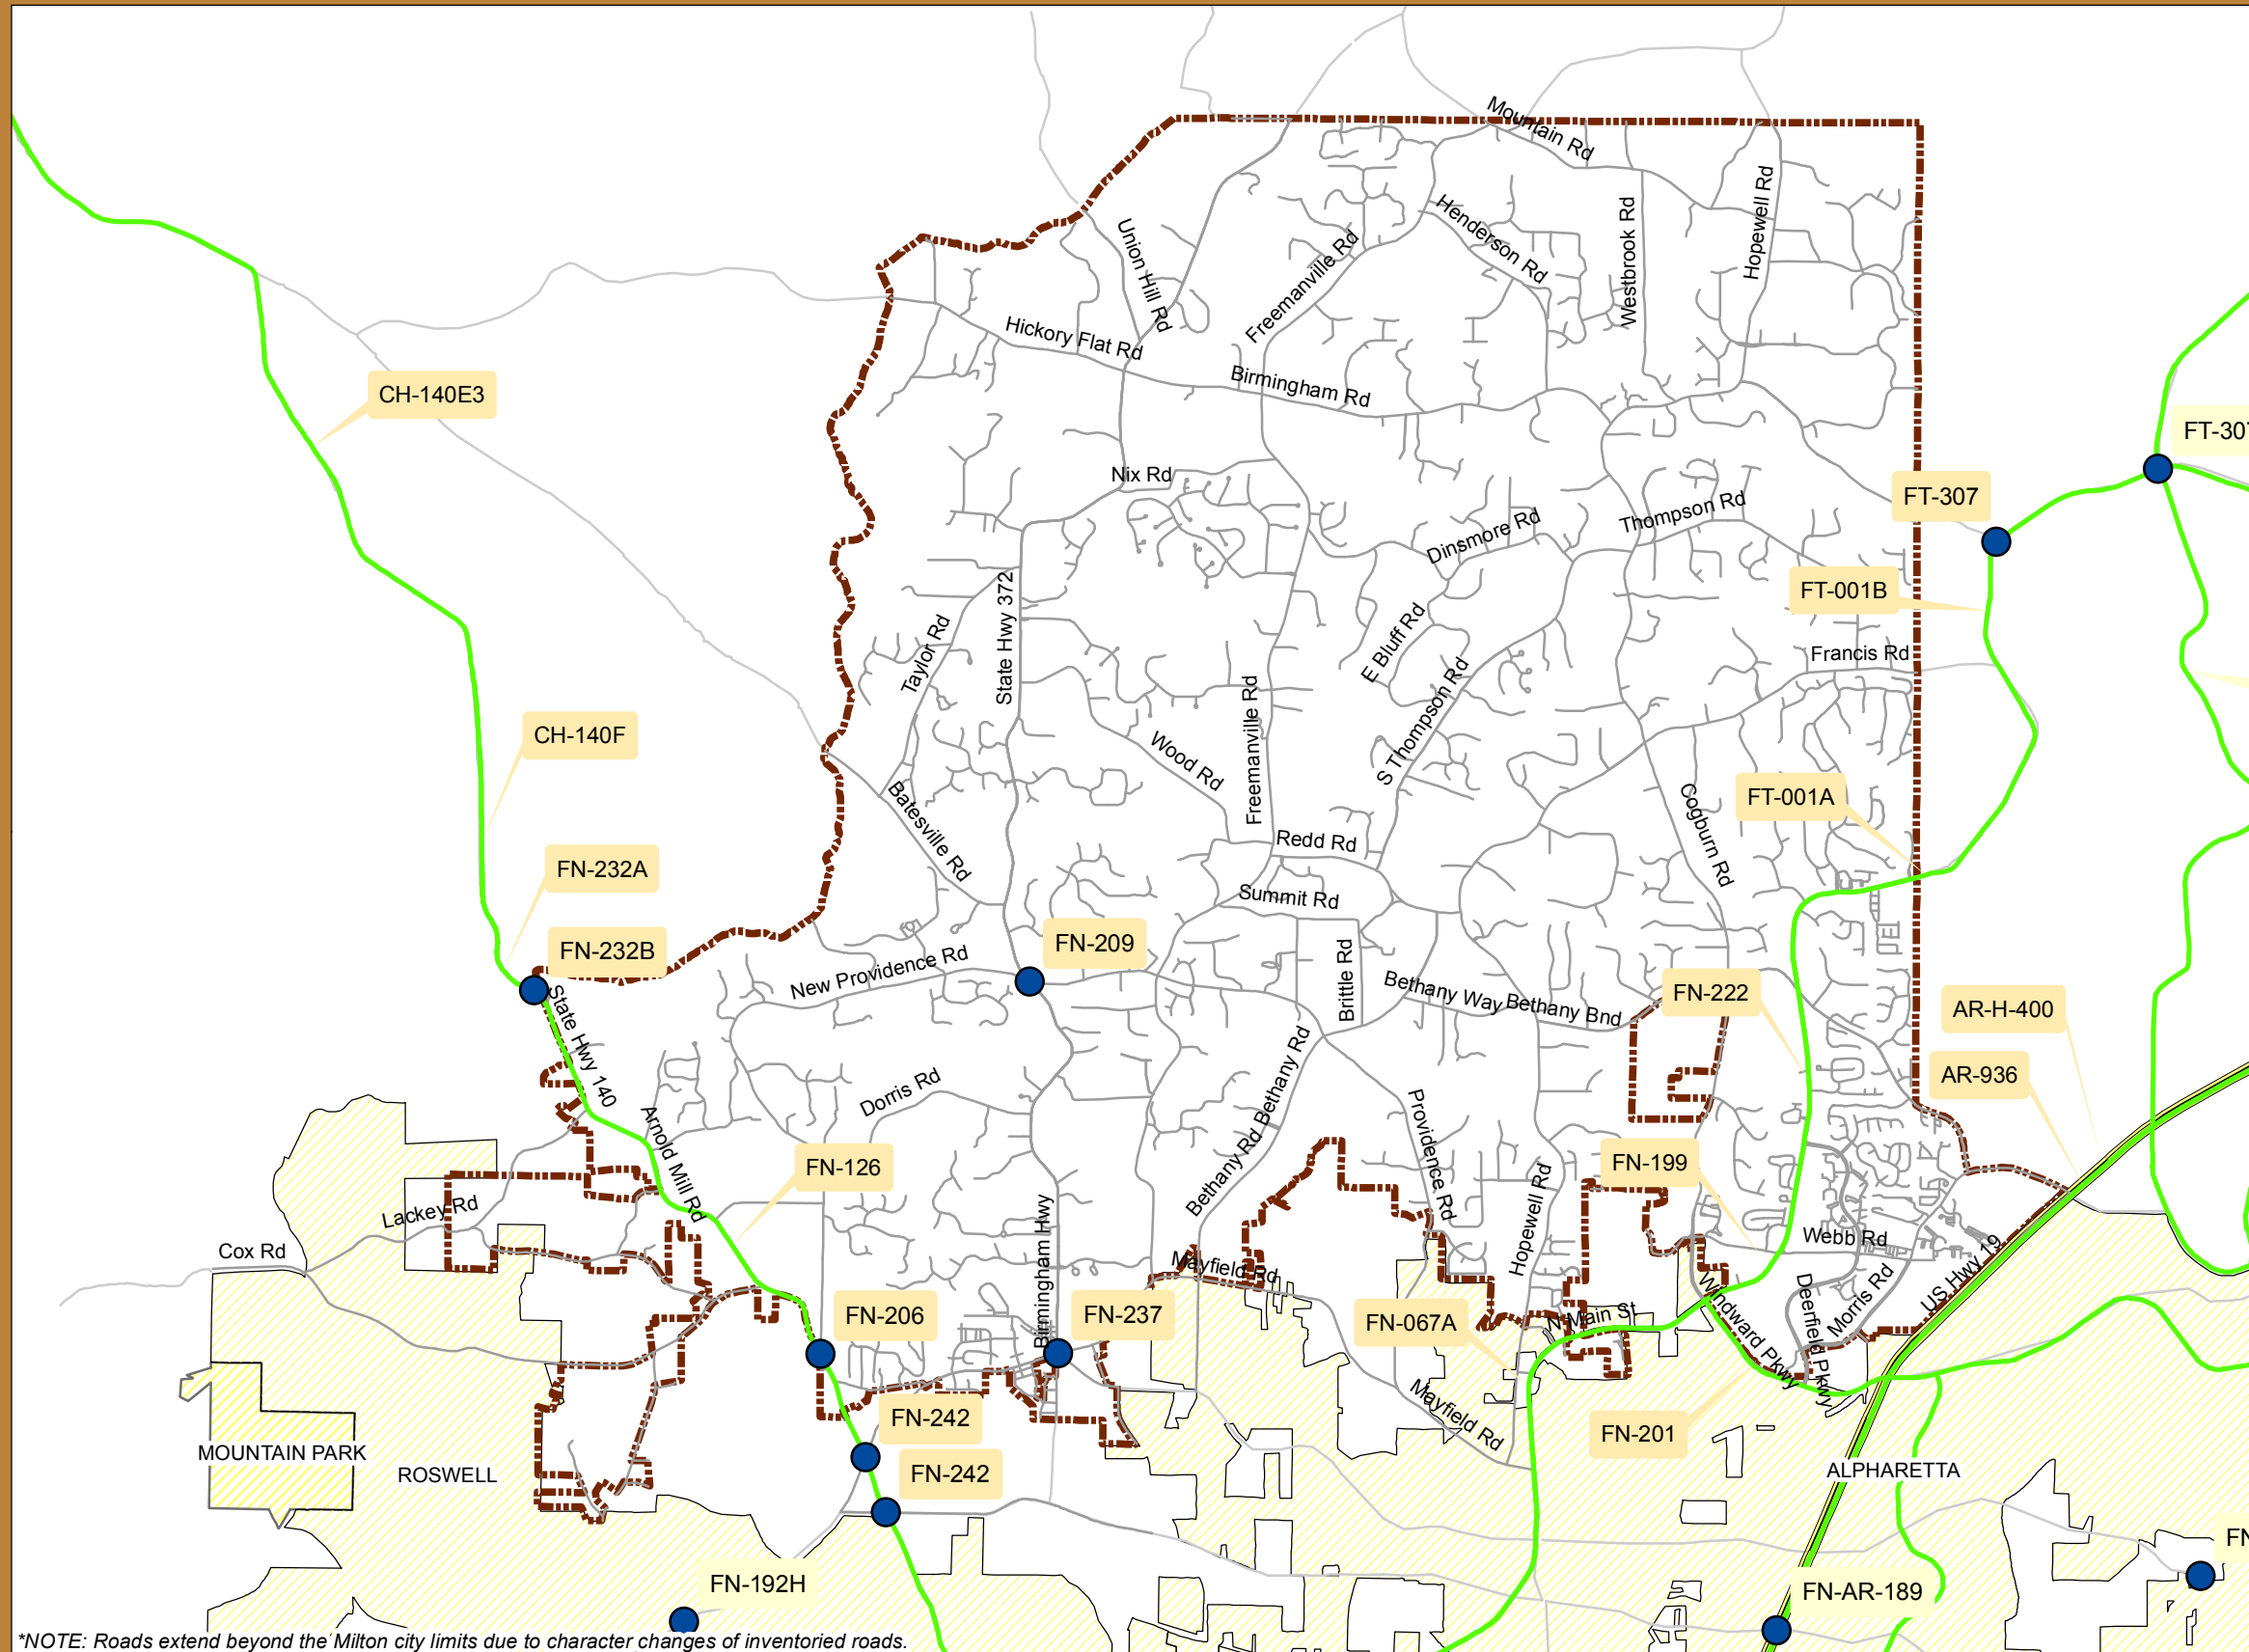 Mountain Rd
Hopewell Rd
Westbrook Rd
Henderson Rd
Union Hill Rd
Freemanville Rd
Hickory Flat Rd
Birmingham Rd
CH-140E3
Nix Rd
FT-307
FT-307
Thompson Rd
Dinsmore Rd
State Hwy 372
FT-001B
Taylor Rd
E Bluff Rd
Francis Rd
S Thompson Rd
Freemanville Rd
CH-140F
Wood Rd
FT-001A
Batesville Rd
Cogburn Rd
Redd Rd
FN-232A
Summit Rd
FN-232B
FN-209
New Providence Rd
Brittle Rd
Bethany Way
Bethany Bnd
FN-222
AR-H-400
State Hwy 140
AR-936
Dorris Rd
Bethany Rd
Bethany Rd
Providence Rd
Arnold Mill Rd
FN-126
FN-199
Hopewell Rd
Lackey Rd
Cox Rd
Birmingham Hwy
Mayfield Rd
Webb Rd
US Hwy 19
FN-206
FN-237
FN-067A
N Main St
Windward Pkwy
Deerfield Pkwy
Morris Rd
Mayfield Rd
FN-242
FN-201
MOUNTAIN PARK
ROSWELL
FN-242
ALPHARETTA
FN
FN-192H
FN-AR-189
*NOTE: Roads extend beyond the Milton city limits due to character changes of inventoried roads.